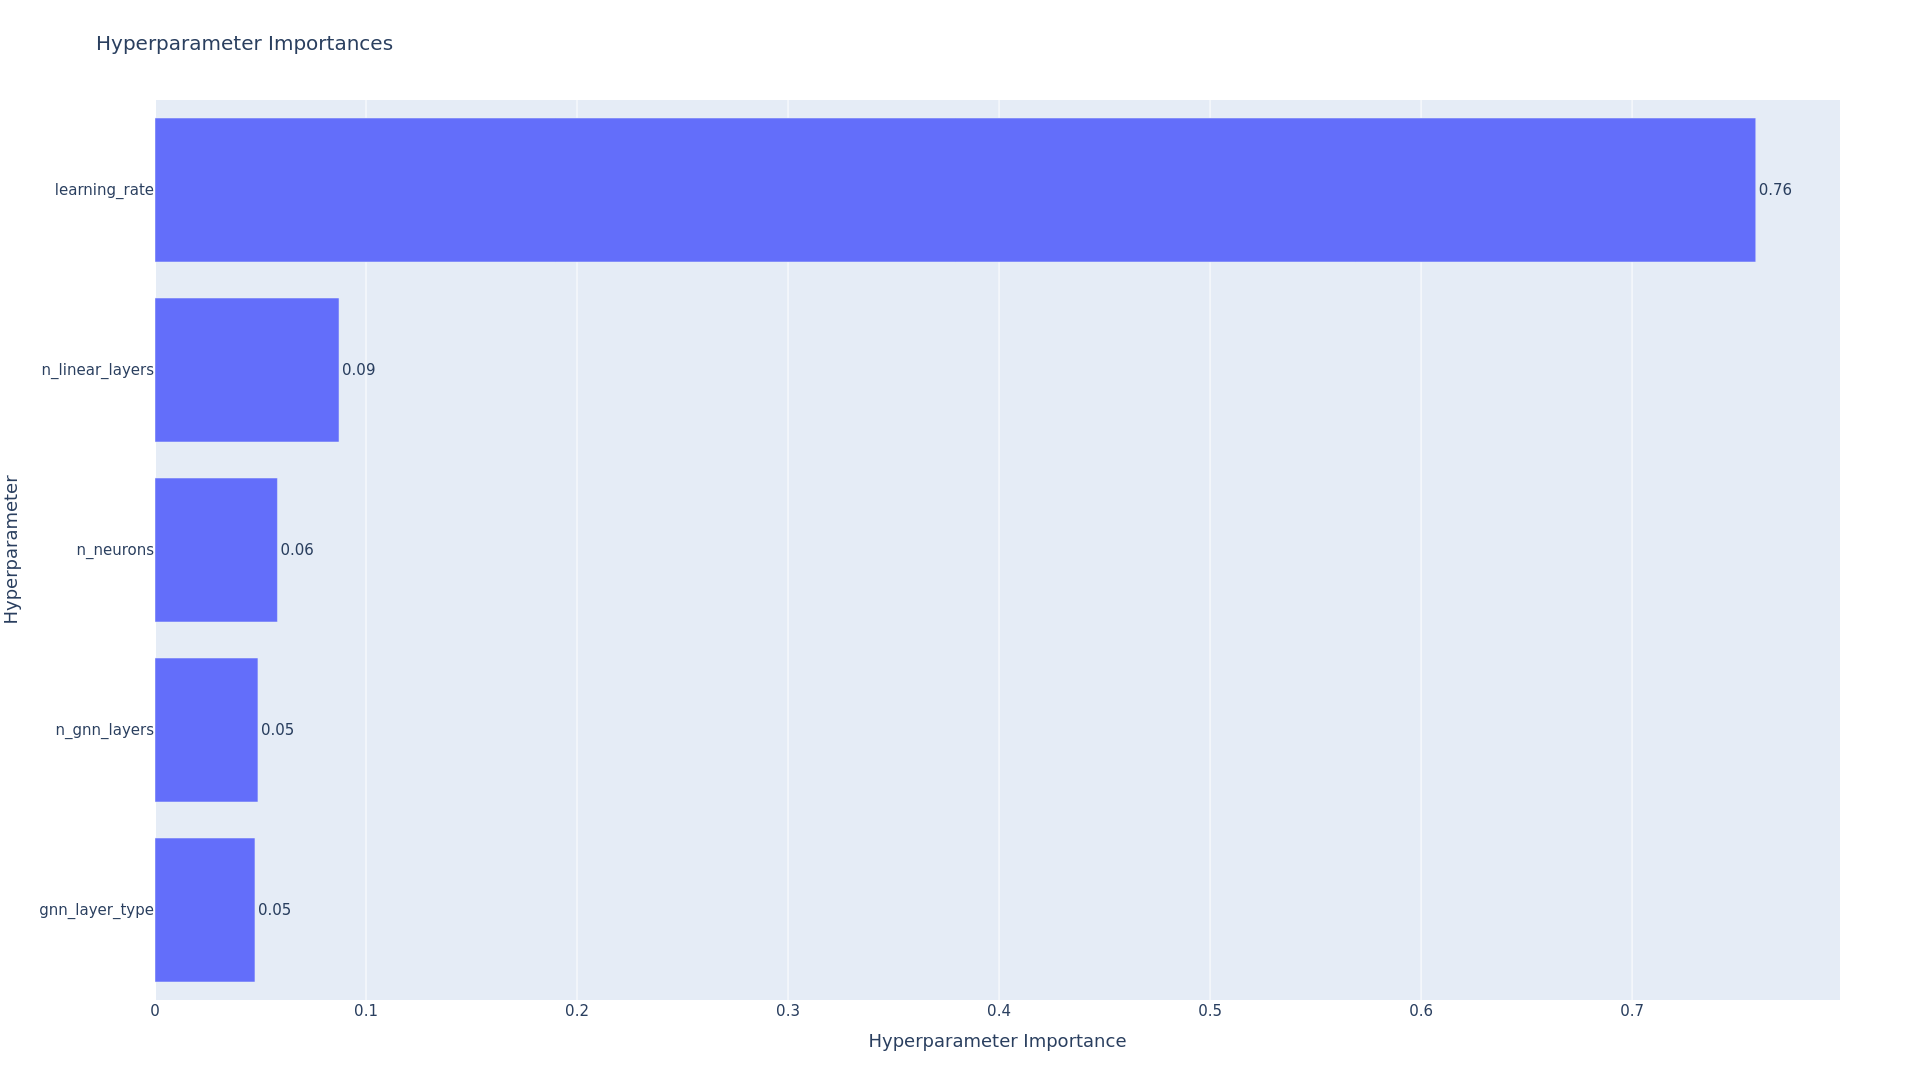 Hyperparameter Importances
learning_rate
0.76
n_linear_layers
0.09
n_neurons
0.06
n_gnn_layers
0.05
gnn_layer_type
0.05
Hyperparameter
0 0.1 0.2 0.3 0.4 0.5 0.6 0.7
Hyperparameter Importance